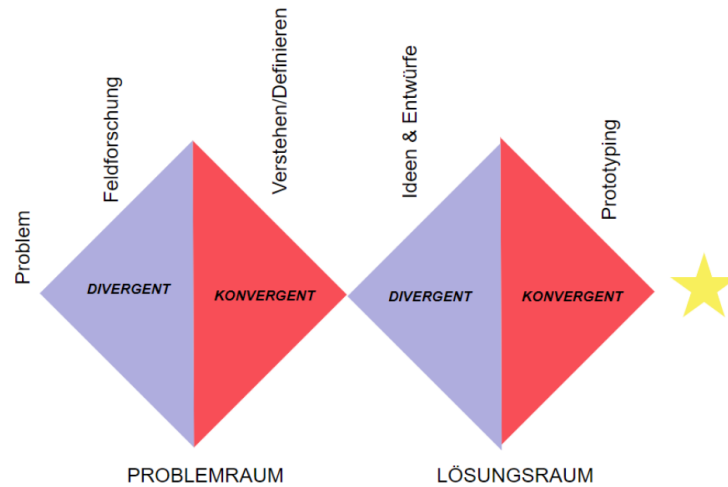 Problem
Feldforschung
Verstehen/Definieren
Ideen & Entwürfe
Prototyping
DIVERGENT
KONVERGENT
DIVERGENT
KONVERGENT
PROBLEMRAUM
LÖSUNGSRAUM